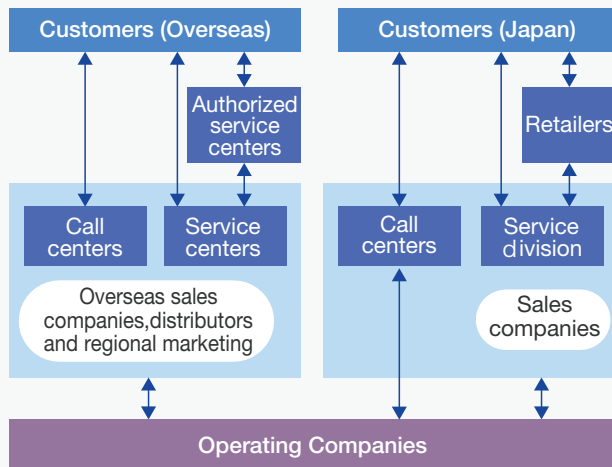 Customers (Overseas)
Authorized
service
centers
Call
centers
Service
centers
Overseas sales
companies,distributors
and regional marketing
Customers (Japan)
Retailers
Call
centers
Service
division
Sales
companies
Operating Companies